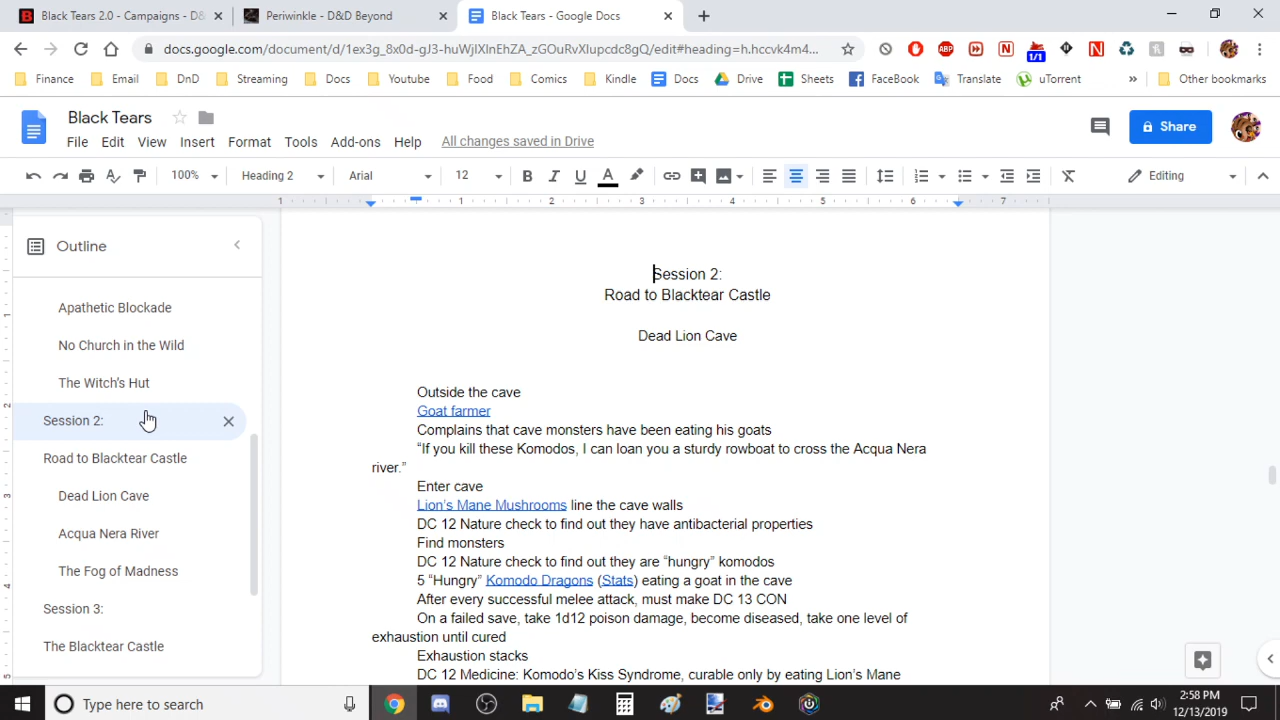 Black Tears 2.0 - Campaigns - D&
Periwinkle - D&D Beyond
Black Tears - Google Docs
docs.google.com/document/d/1ex3g_8x0d-gJ3-huWjlXInEhZA_zGOuRvXlupcdc8gQ/edit#heading=h.hccvk4m4...
Finance
Email
DnD
Streaming
Docs
Youtube
Food
Comics
Kindle
Docs
Drive
Sheets
FaceBook
Translate
uTorrent
Other bookmarks
Black Tears
File Edit View Insert Format Tools Add-ons Help All changes saved in Drive
Share
100% Heading 2 Arial 12 Editing
1 1 2 3 4 5 6 7
Outline
Apathetic Blockade
No Church in the Wild
The Witch's Hut
Session 2:
Road to Blacktear Castle
Dead Lion Cave
Acqua Nera River
The Fog of Madness
Session 3:
The Blacktear Castle
Session 2:
Road to Blacktear Castle
Dead Lion Cave
Outside the cave
Goat farmer
Complains that cave monsters have been eating his goats
“If you kill these Komodos, I can loan you a sturdy rowboat to cross the Acqua Nera
river.”
Enter cave
Lion’s Mane Mushrooms line the cave walls
DC 12 Nature check to find out they have antibacterial properties
Find monsters
DC 12 Nature check to find out they are “hungry” komodos
5 “Hungry” Komodo Dragons (Stats) eating a goat in the cave
After every successful melee attack, must make DC 13 CON
On a failed save, take 1d12 poison damage, become diseased, take one level of
exhaustion until cured
Exhaustion stacks
DC 12 Medicine: Komodo’s Kiss Syndrome, curable only by eating Lion’s Mane
Type here to search
2:58 PM
12/13/2019